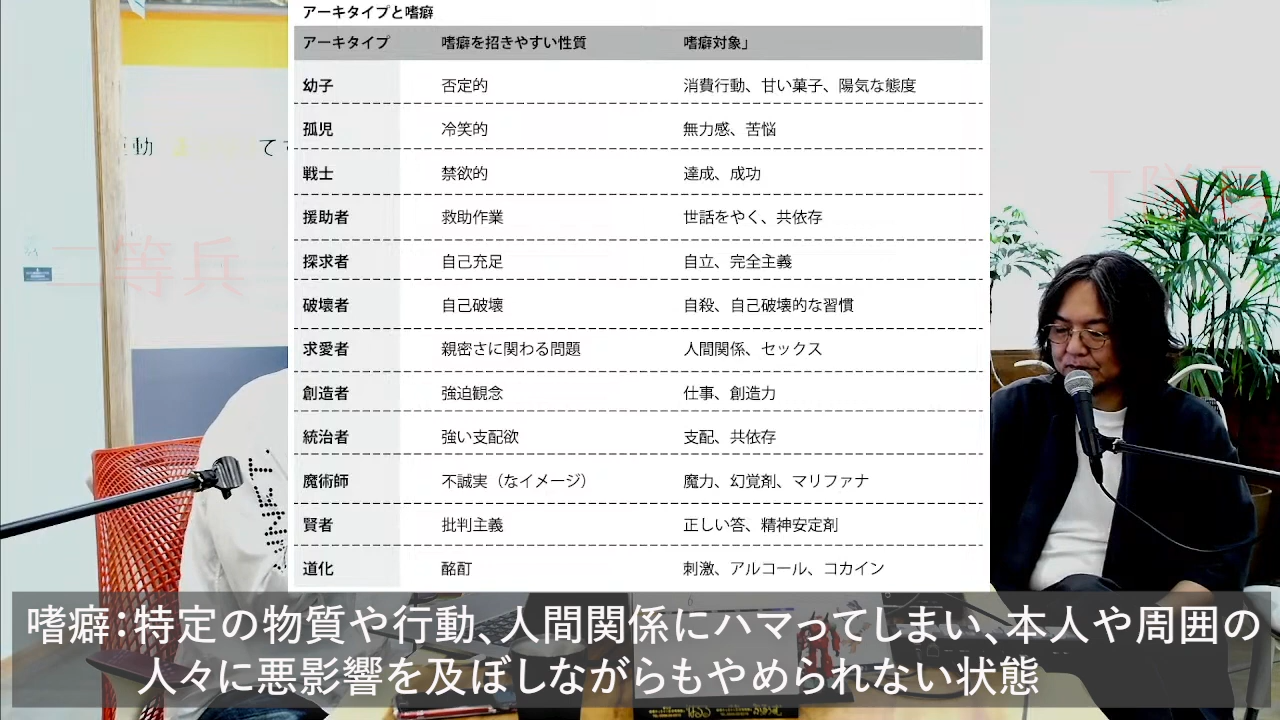 アーキタイプと嗜癖
アーキタイプ 嗜癖を招きやすい性質 嗜癖対象」
幼子 否定的 消費行動、甘い菓子、陽気な態度
孤児 冷笑的 無力感、苦悩
戦士 禁欲的 達成、成功
援助者 救助作業 世話をやく、共依存
探求者 自己充足 自立、完全主義
破壊者 自己破壊 自殺、自己破壊的な習慣
求愛者 親密さに関わる問題 人間関係、セックス
創造者 強迫観念 仕事、創造力
統治者 強い支配欲 支配、共依存
魔術師 不誠実（なイメージ） 魔力、幻覚剤、マリファナ
賢者 批判主義 正しい答、精神安定剤
道化 酩酊 刺激、アルコール、コカイン
動 てす
二等兵
嗜癖：特定の物質や行動、人間関係にハマってしまい、本人や周囲の
人々に悪影響を及ぼしながらもやめられない状態